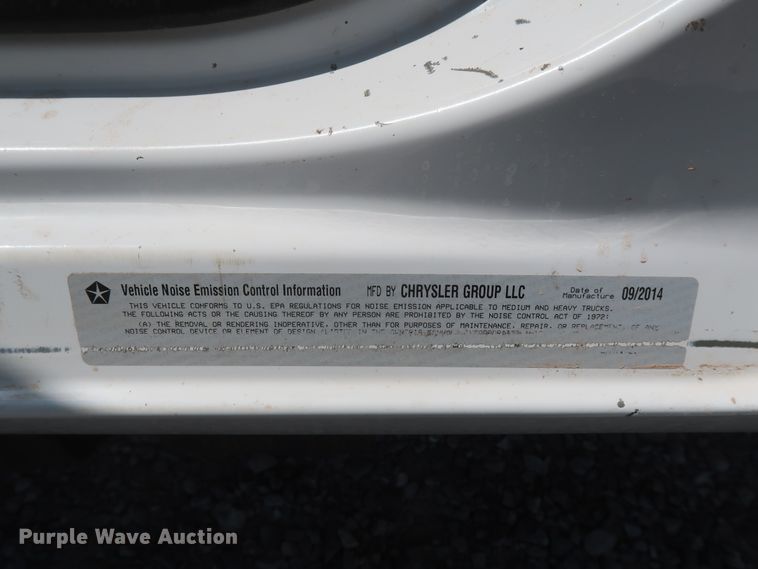 Vehicle Noise Emission Control Information MFD BY CHRYSLER GROUP LLC Date of Manufacture 09/2014
THIS VEHICLE CONFORMS TO U.S. EPA REGULATIONS FOR NOISE EMISSION APPLICABLE TO MEDIUM AND HEAVY TRUCKS.
THE FOLLOWING ACTS OR THE CAUSING THEREOF BY ANY PERSON ARE PROHIBITED BY THE NOISE CONTROL ACT OF 1972:
(A) THE REMOVAL OR RENDERING INOPERATIVE, OTHER THAN FOR PURPOSES OF MAINTENANCE, REPAIR, OR REPLACEMENT, OF ANY
NOISE CONTROL DEVICE OR ELEMENT OF DESIGN
Purple Wave Auction